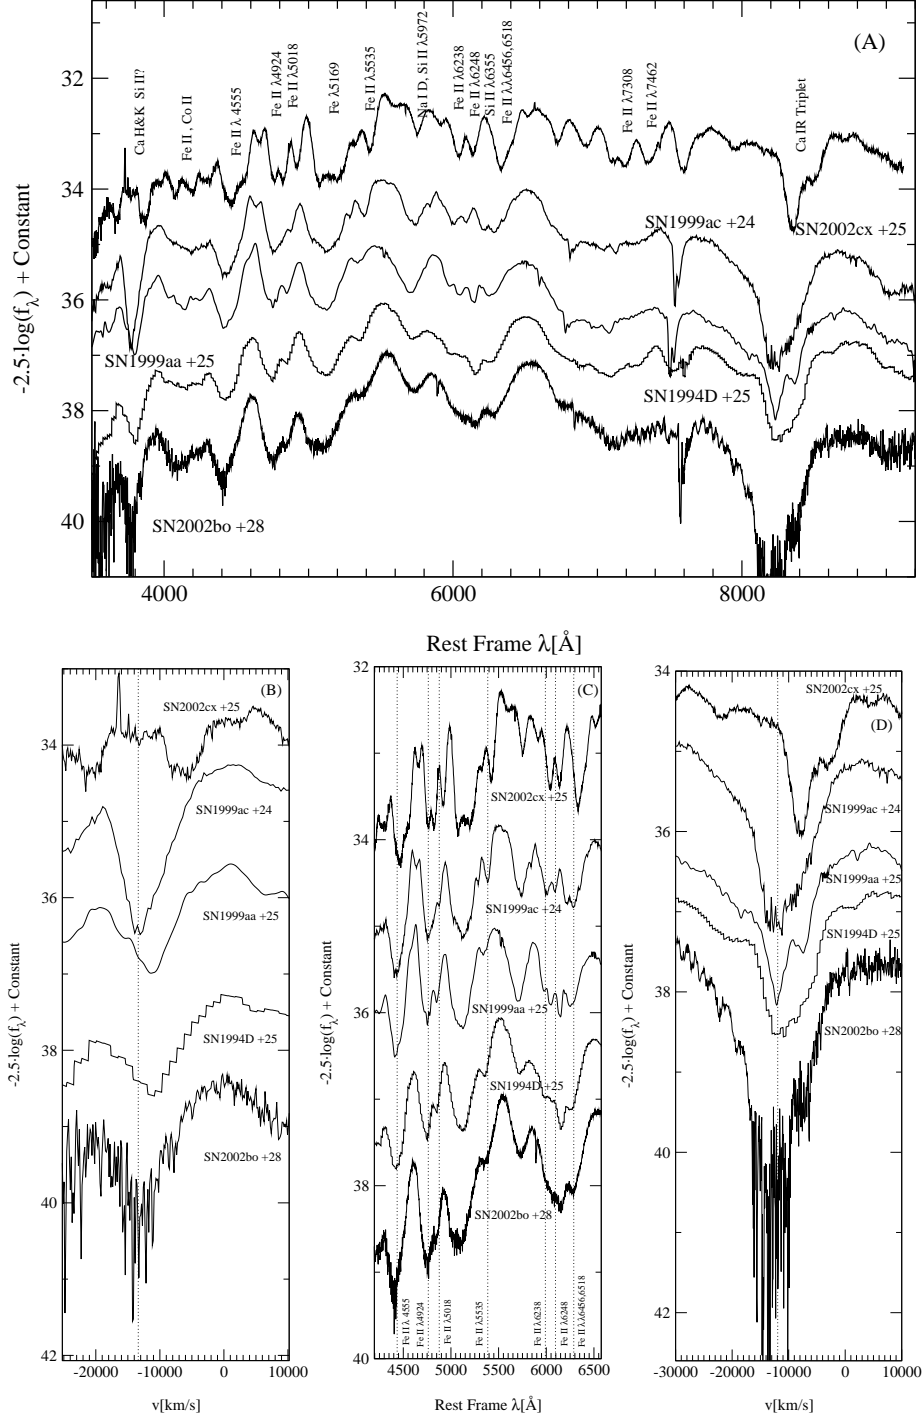 (A)
Ca H&K Si II?
Fe II , Co II
Fe II λ 4555
Fe II λ4924
Fe II λ5018
Fe II λ5169
Fe II λ5535
Na I D, Si II λ5972
Fe II λ6238
Fe II λ6248
Si II λ6355
Fe II λλ6456,6518
Fe II λ7308
Fe II λ7462
Ca IR Triplet
32
34
36
38
40
-2.5·log(fλ) + Constant
SN1999ac +24
SN2002cx +25
SN1999aa +25
SN1994D +25
SN2002bo +28
4000
6000
8000
Rest Frame λ[Å]
(B)
SN2002cx +25
SN1999ac +24
SN1999aa +25
SN1994D +25
SN2002bo +28
34
36
38
40
42
-2.5·log(fλ) + Constant
-20000
-10000
0
10000
v[km/s]
(C)
SN2002cx +25
SN1999ac +24
SN1999aa +25
SN1994D +25
SN2002bo +28
Fe II λ 4555
Fe II λ4924
Fe II λ5018
Fe II λ5535
Fe II λ6238
Fe II λ6248
Fe II λλ6456,6518
32
34
36
38
40
-2.5·log(fλ) + Constant
4500
5000
5500
6000
6500
Rest Frame λ[Å]
SN2002cx +25
(D)
SN1999ac +24
SN1999aa +25
SN1994D +25
SN2002bo +28
34
36
38
40
42
-2.5·log(fλ) + Constant
-30000
-20000
-10000
0
10000
v[km/s]